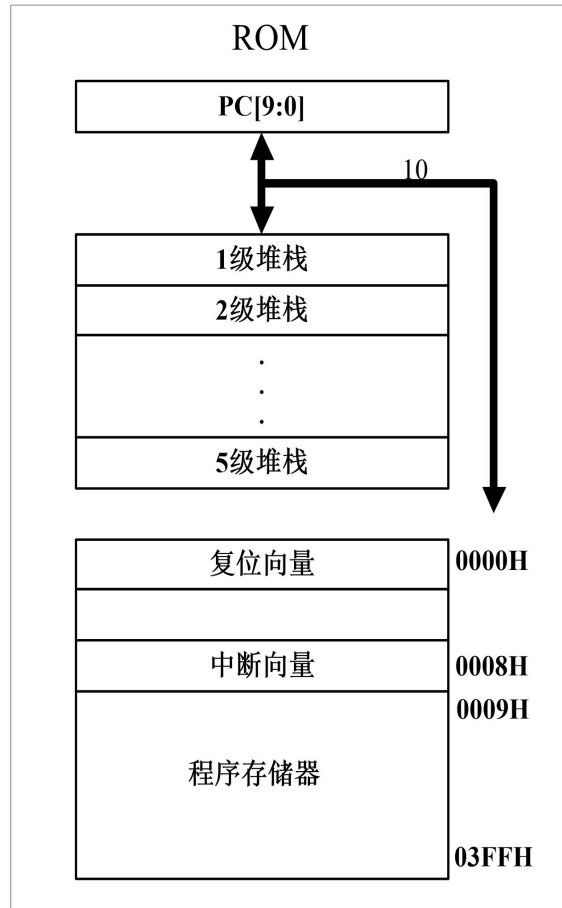 ROM
PC[9:0]
10
1级堆栈
2级堆栈
.
.
.
5级堆栈
复位向量
0000H
中断向量
0008H
0009H
程序存储器
03FFH